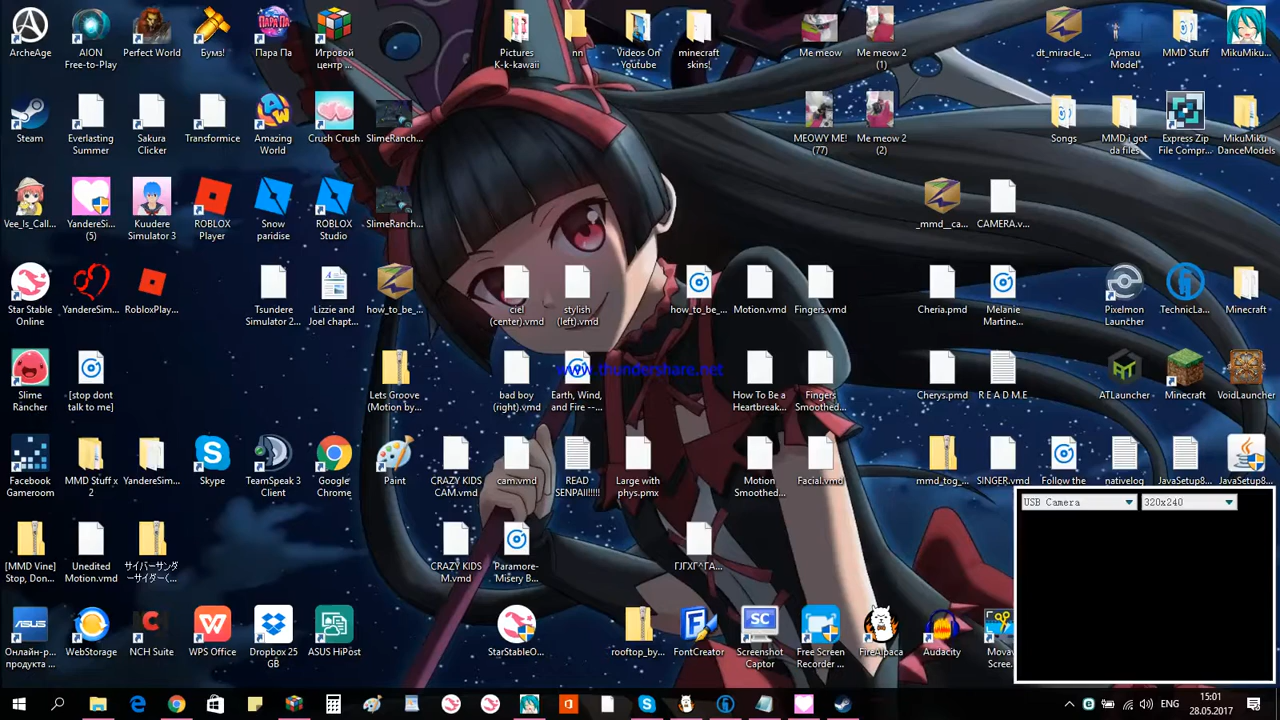 ArcheAge
AION
Free-to-Play
Perfect World
Бумз!
Пара Па
Игровой
центр ...
Pictures
K-k-kawaii
nn
Videos On
Youtube
minecraft
skins!
Me meow
Me meow 2
(1)
dt_miracle_...
Apmau
Model
MMD Stuff
MikuMiku...
Steam
Everlasting
Summer
Sakura
Clicker
Transformice
Amazing
World
Crush Crush
SlimeRanch...
MEOWY ME!
(77)
Me meow 2
(2)
Songs
MMD i got
da files
Express Zip
File Compr...
MikuMiku
DanceModels
Vee_Is_Call...
YandereSi...
(5)
Kuudere
Simulator 3
ROBLOX
Player
Snow
paridise
ROBLOX
Studio
SlimeRanch...
_mmd__ca...
CAMERA.v...
Star Stable
Online
YandereSim...
RobloxPlay...
Tsundere
Simulator 2...
Lizzie and
Joel chapt...
how_to_be_...
ciel
(center).vmd
stylish
(left).vmd
how_to_be_...
Motion.vmd
Fingers.vmd
Cheria.pmd
Melanie
Martine...
Pixelmon
Launcher
TechnicLa...
Minecraft
www.thundershare.net
Slime
Rancher
[stop dont
talk to me]
Lets Groove
(Motion by...
bad boy
(right).vmd
Earth, Wind,
and Fire --...
How To Be a
Heartbreak...
Fingers
Smoothed...
Cherys.pmd
R E A D M E
ATLauncher
Minecraft
VoidLauncher
Facebook
Gameroom
MMD Stuff x
2
YandereSim...
Skype
TeamSpeak 3
Client
Google
Chrome
Paint
CRAZY KIDS
CAM.vmd
cam.vmd
READ
SENPAII!!!!!
Large with
phys.pmx
Motion
Smoothed...
Facial.vmd
mmd_tog_...
SINGER.vmd
Follow the
nativelog
JavaSetup8...
JavaSetup8...
USB Camera
320x240
[MMD Vine]
Stop, Don...
Unedited
Motion.vmd
サイバーサンダ
ーサイダー(...
CRAZY KIDS
M.vmd
Paramore-
Misery B...
ASUS
Онлайн-р...
продукта ...
WebStorage
NCH Suite
WPS Office
Dropbox 25
GB
ASUS HiPost
StarStableO...
rooftop_by...
FontCreator
SC
Screenshot
Captor
Free Screen
Recorder ...
FireAlpaca
Audacity
Movav...
Scree...
ENG
15:01
28.05.2017